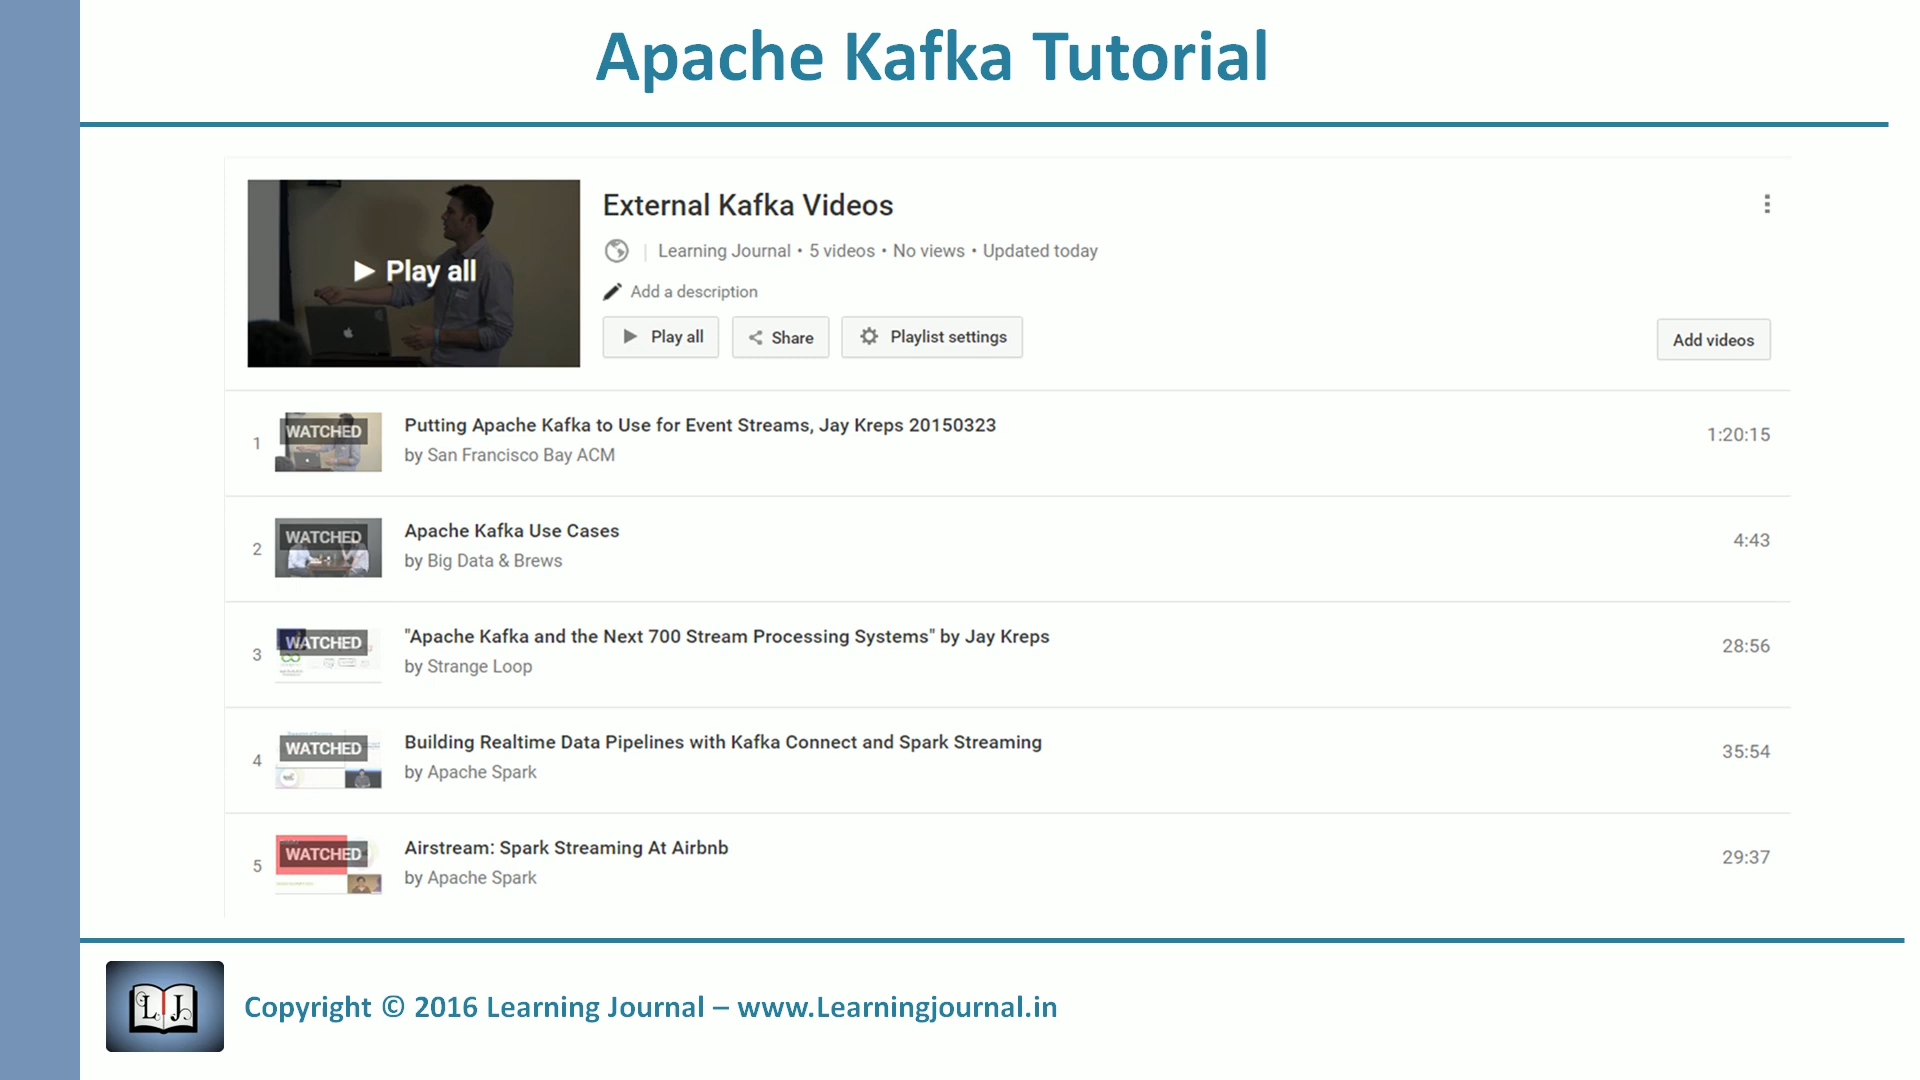 Apache Kafka Tutorial
Play all
External Kafka Videos
Learning Journal • 5 videos • No views • Updated today
Add a description
Play all
Share
Playlist settings
Add videos
1
WATCHED
Putting Apache Kafka to Use for Event Streams, Jay Kreps 20150323
by San Francisco Bay ACM
1:20:15
2
WATCHED
Apache Kafka Use Cases
by Big Data & Brews
4:43
3
WATCHED
"Apache Kafka and the Next 700 Stream Processing Systems" by Jay Kreps
by Strange Loop
28:56
4
WATCHED
Building Realtime Data Pipelines with Kafka Connect and Spark Streaming
by Apache Spark
35:54
5
WATCHED
Airstream: Spark Streaming At Airbnb
by Apache Spark
29:37
L J
Copyright © 2016 Learning Journal – www.Learningjournal.in